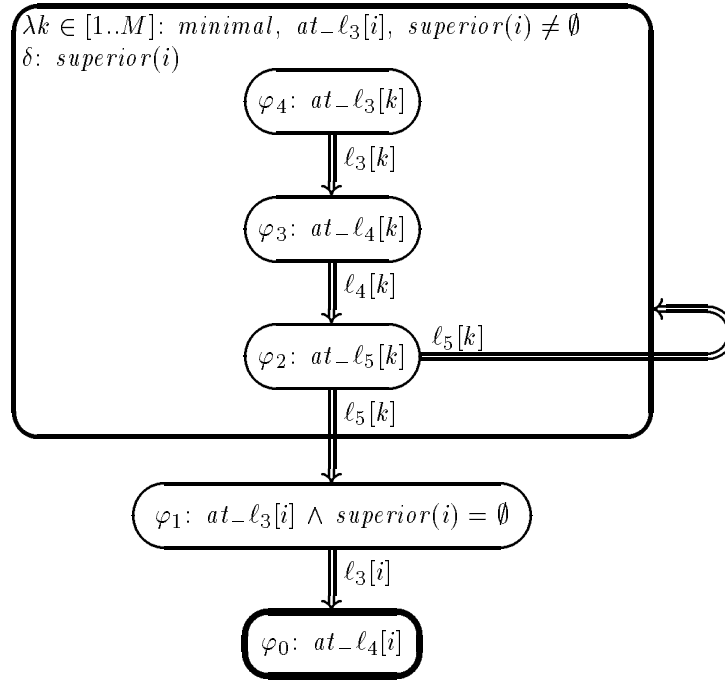 λk ∈ [1..M]: minimal, at_ℓ₃[i], superior(i) ≠ ∅
δ: superior(i)
φ₄: at_ℓ₃[k]
ℓ₃[k]
φ₃: at_ℓ₄[k]
ℓ₄[k]
φ₂: at_ℓ₅[k]
ℓ₅[k]
ℓ₅[k]
φ₁: at_ℓ₃[i] ∧ superior(i) = ∅
ℓ₃[i]
φ₀: at_ℓ₄[i]